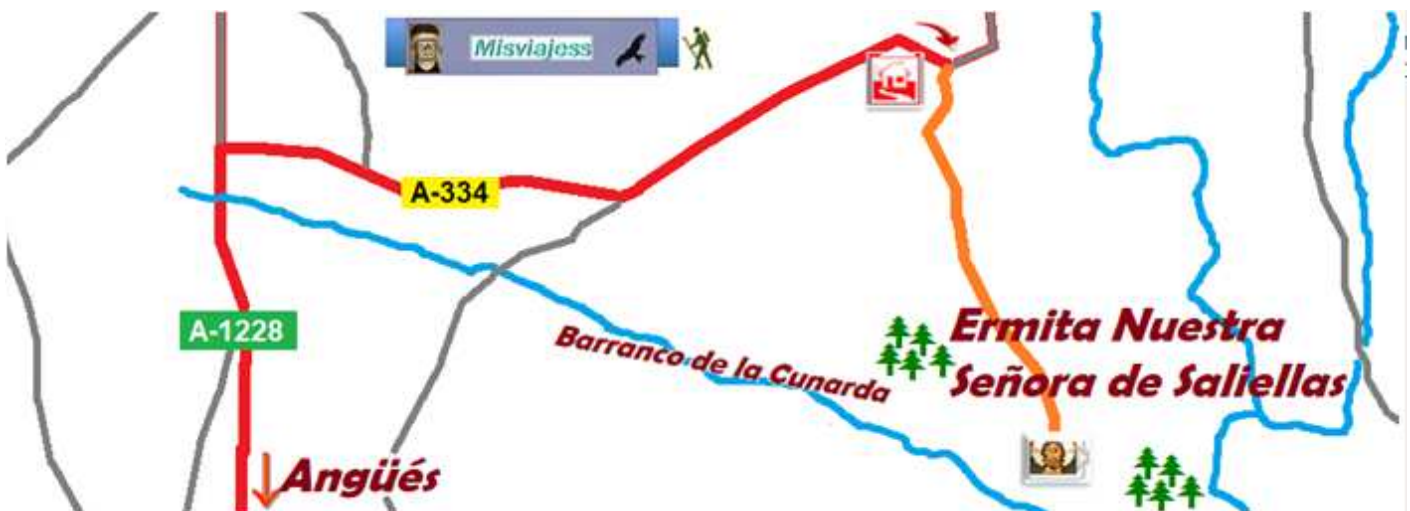 Misviajess
A-334
A-1228
Barranco de la Cunarda
Ermita Nuestra
Señora de Saliellas
Angüés